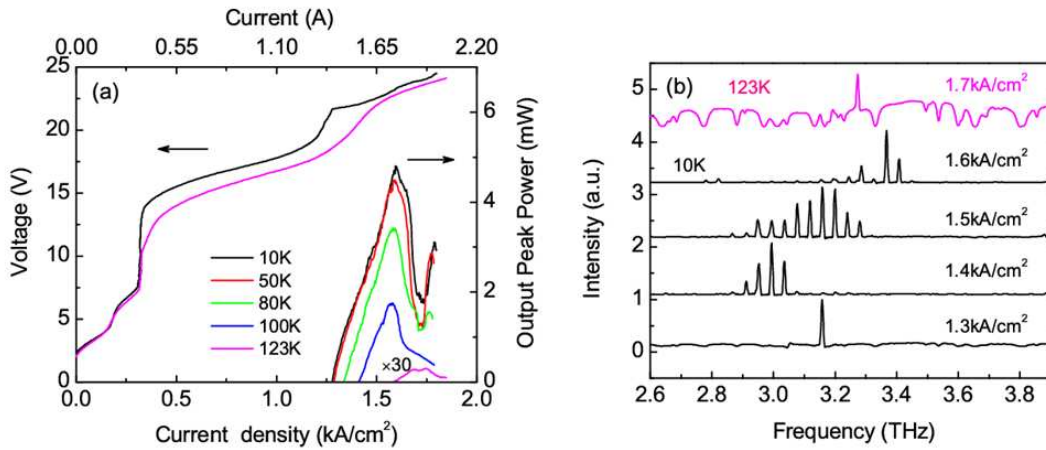 Current (A)
0.00 0.55 1.10 1.65 2.20
(a)
25
20
15
10
5
0
Voltage (V)
10K
50K
80K
100K
123K
×30
0.0 0.5 1.0 1.5 2.0
Current density (kA/cm²)
7
6
4
2
0
Output Peak Power (mW)
(b)
123K
1.7kA/cm²
10K
1.6kA/cm²
1.5kA/cm²
1.4kA/cm²
1.3kA/cm²
5
4
3
2
1
0
Intensity (a.u.)
2.6 2.8 3.0 3.2 3.4 3.6 3.8
Frequency (THz)